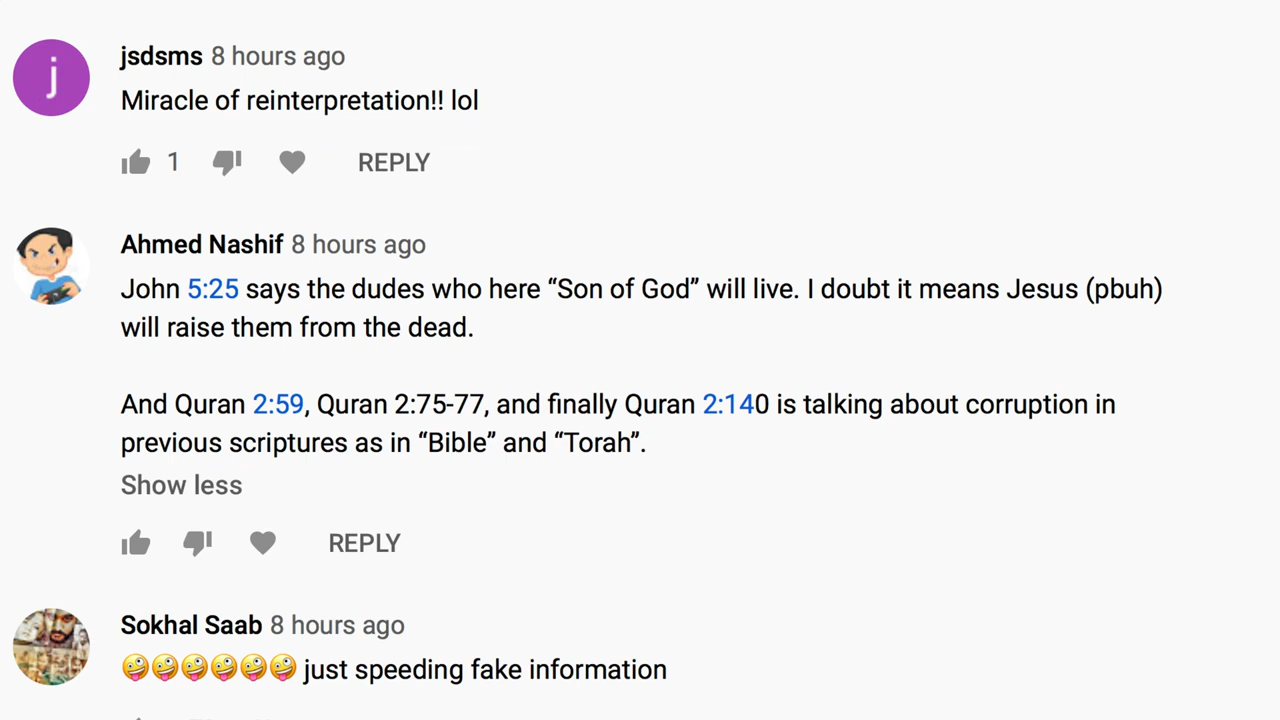 j
jsdsms 8 hours ago
Miracle of reinterpretation!! lol
1 REPLY
Ahmed Nashif 8 hours ago
John 5:25 says the dudes who here “Son of God” will live. I doubt it means Jesus (pbuh)
will raise them from the dead.
And Quran 2:59, Quran 2:75-77, and finally Quran 2:140 is talking about corruption in
previous scriptures as in “Bible” and “Torah”.
Show less
REPLY
Sokhal Saab 8 hours ago
🤪🤪🤪🤪🤪🤪 just speeding fake information